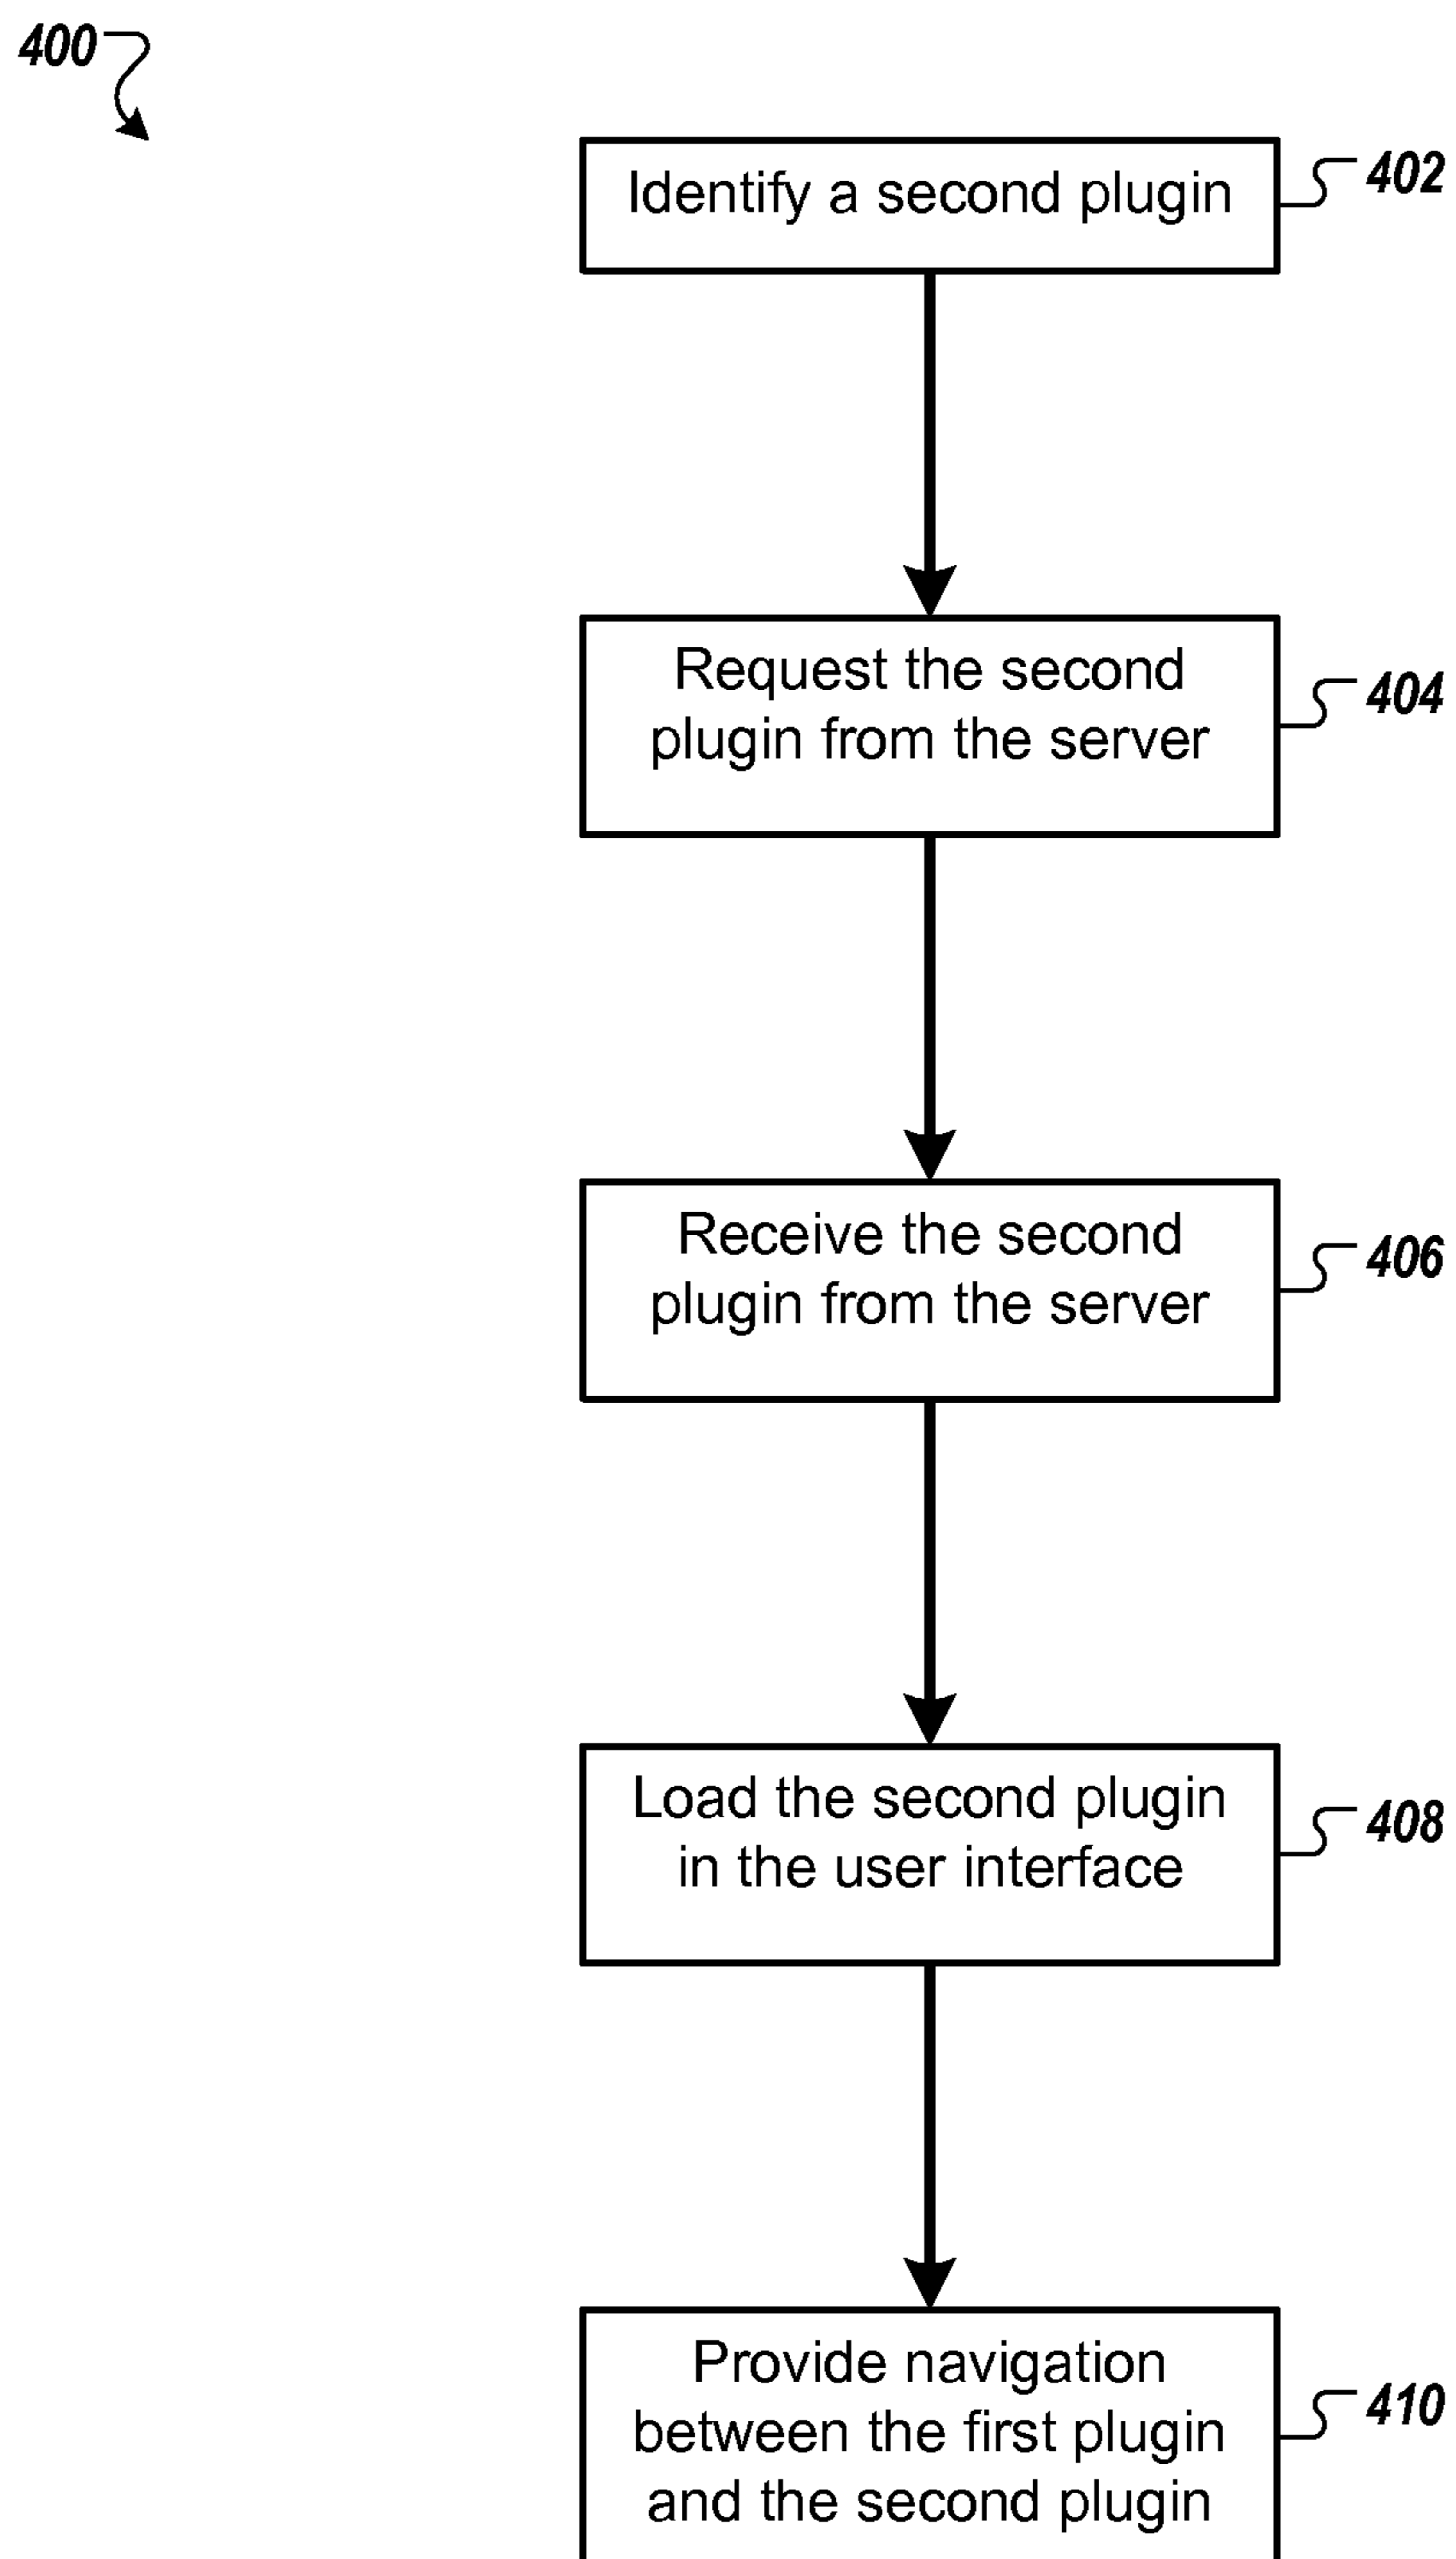 400
Identify a second plugin
402
Request the second
plugin from the server
404
Receive the second
plugin from the server
406
Load the second plugin
in the user interface
408
Provide navigation
between the first plugin
and the second plugin
410